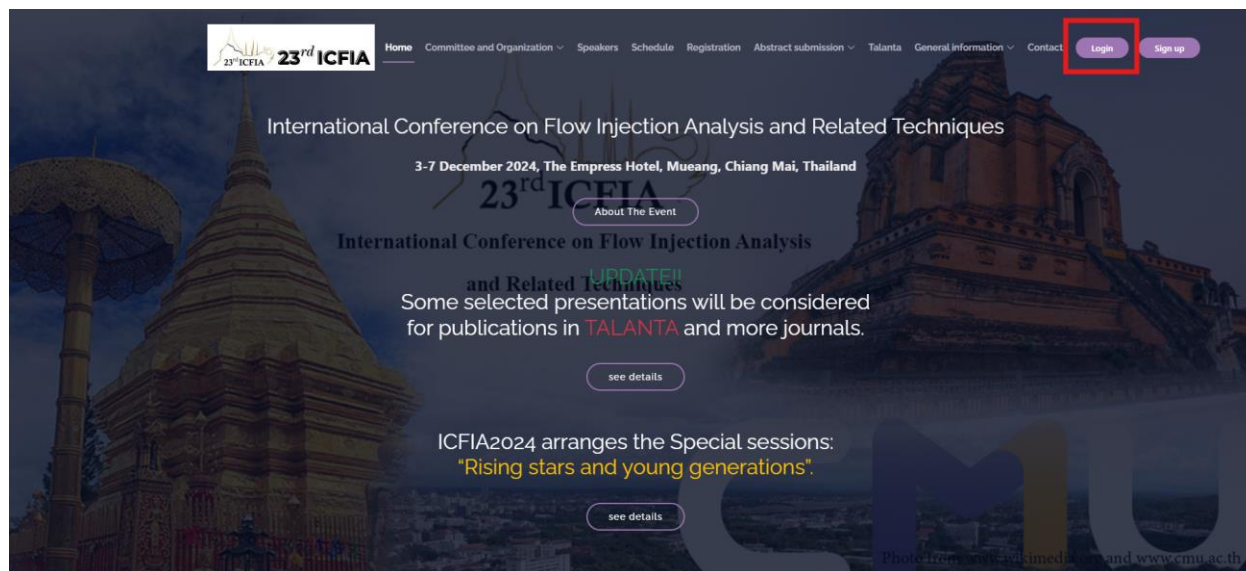 23rd ICFIA
23rd ICFIA
Home Committee and Organization Speakers Schedule Registration Abstract submission Talanta General information Contact Login Sign up
International Conference on Flow Injection Analysis and Related Techniques
3-7 December 2024, The Empress Hotel, Mueang, Chiang Mai, Thailand
23rd ICFIA
About The Event
International Conference on Flow Injection Analysis
UPDATE!!
and Related Techniques
Some selected presentations will be considered
for publications in TALANTA and more journals.
see details
ICFIA2024 arranges the Special sessions:
“Rising stars and young generations”.
see details
CMU
Photo from www.wikimedia.org and www.cmu.ac.th